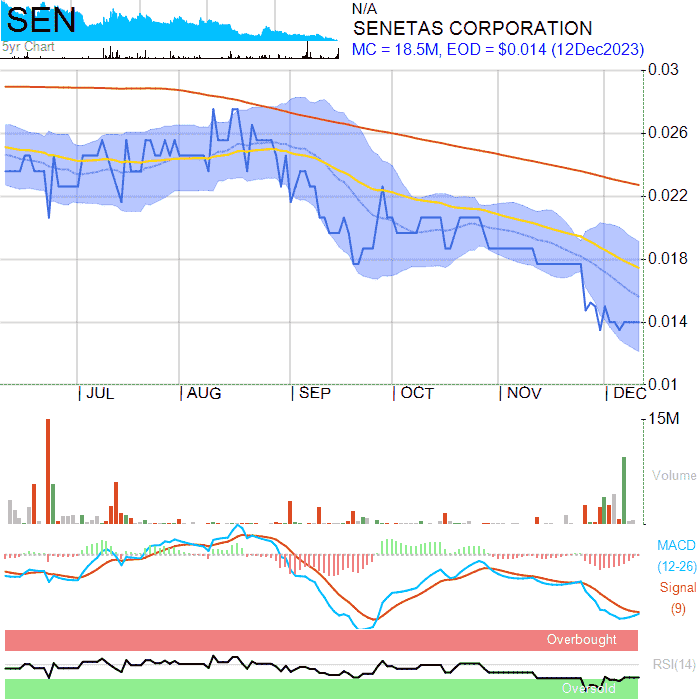 SEN
N/A
SENETAS CORPORATION
5yr Chart
MC = 18.5M, EOD = $0.014 (12Dec2023)
0.03
0.026
0.022
0.018
0.014
0.01
JUL AUG SEP OCT NOV DEC
15M
Volume
MACD
(12-26)
Signal
(9)
Overbought
RSI(14)
Oversold